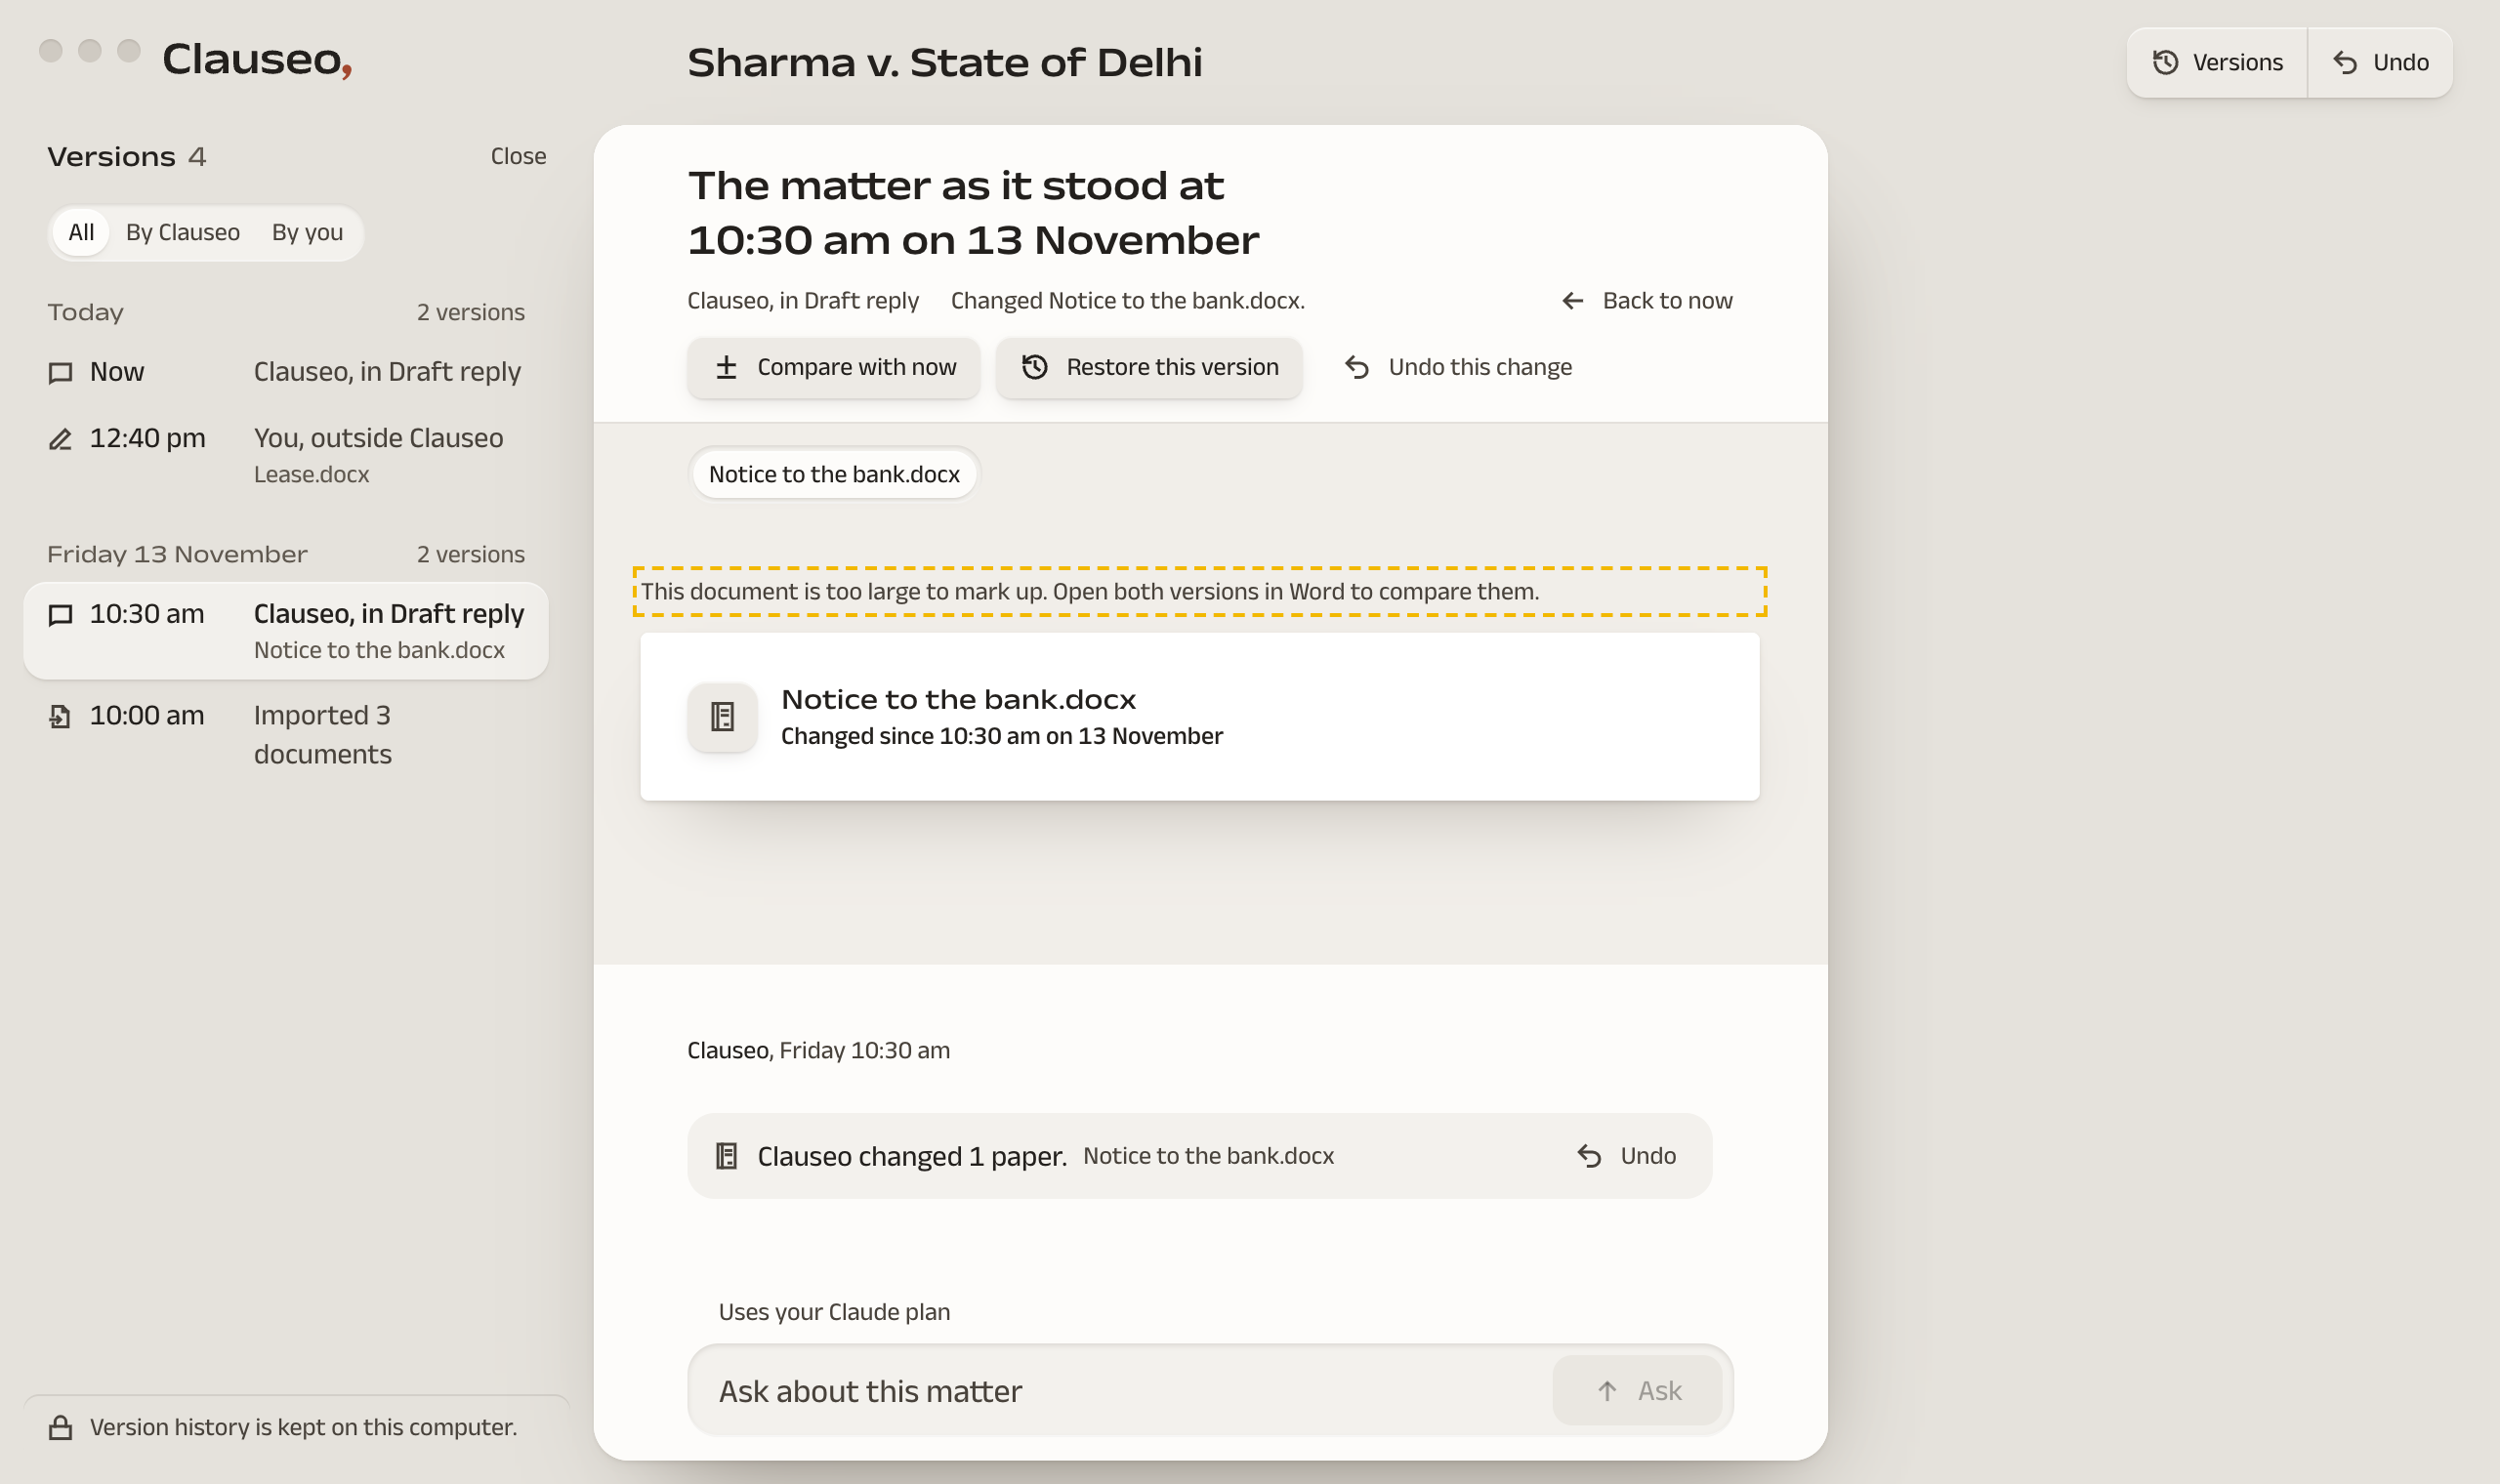 Clauseo,
Sharma v. State of Delhi
Versions
Undo
Versions 4
Close
All
By Clauseo
By you
Today
2 versions
Now
Clauseo, in Draft reply
12:40 pm
You, outside Clauseo
Lease.docx
Friday 13 November
2 versions
10:30 am
Clauseo, in Draft reply
Notice to the bank.docx
10:00 am
Imported 3
documents
Version history is kept on this computer.
The matter as it stood at
10:30 am on 13 November
Clauseo, in Draft reply
Changed Notice to the bank.docx.
Back to now
Compare with now
Restore this version
Undo this change
Notice to the bank.docx
This document is too large to mark up. Open both versions in Word to compare them.
Notice to the bank.docx
Changed since 10:30 am on 13 November
Clauseo, Friday 10:30 am
Clauseo changed 1 paper.
Notice to the bank.docx
Undo
Uses your Claude plan
Ask about this matter
Ask